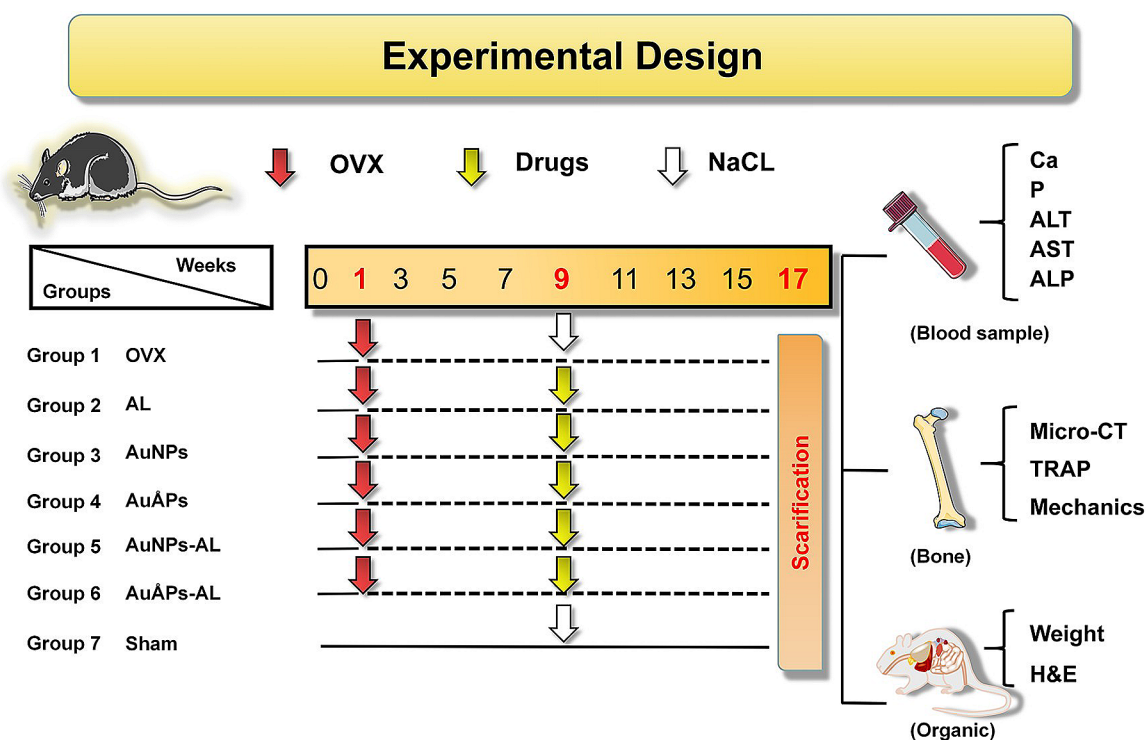 Experimental Design
OVX
Drugs
NaCL
Weeks
Groups
0 1 3 5 7 9 11 13 15 17
Group 1 OVX
Group 2 AL
Group 3 AuNPs
Group 4 AuÅPs
Group 5 AuNPs-AL
Group 6 AuÅPs-AL
Group 7 Sham
Scarification
Ca
P
ALT
AST
ALP
(Blood sample)
Micro-CT
TRAP
Mechanics
(Bone)
Weight
H&E
(Organic)